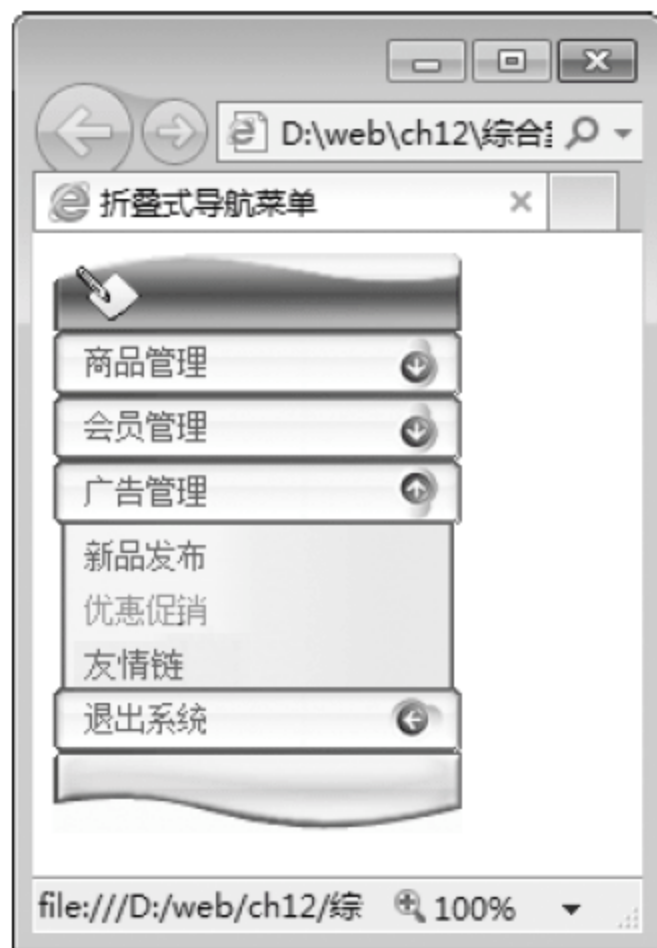 D:\web\ch12\综合
折叠式导航菜单
商品管理
会员管理
广告管理
新品发布
优惠促销
友情链
退出系统
file:///D:/web/ch12/综
100%